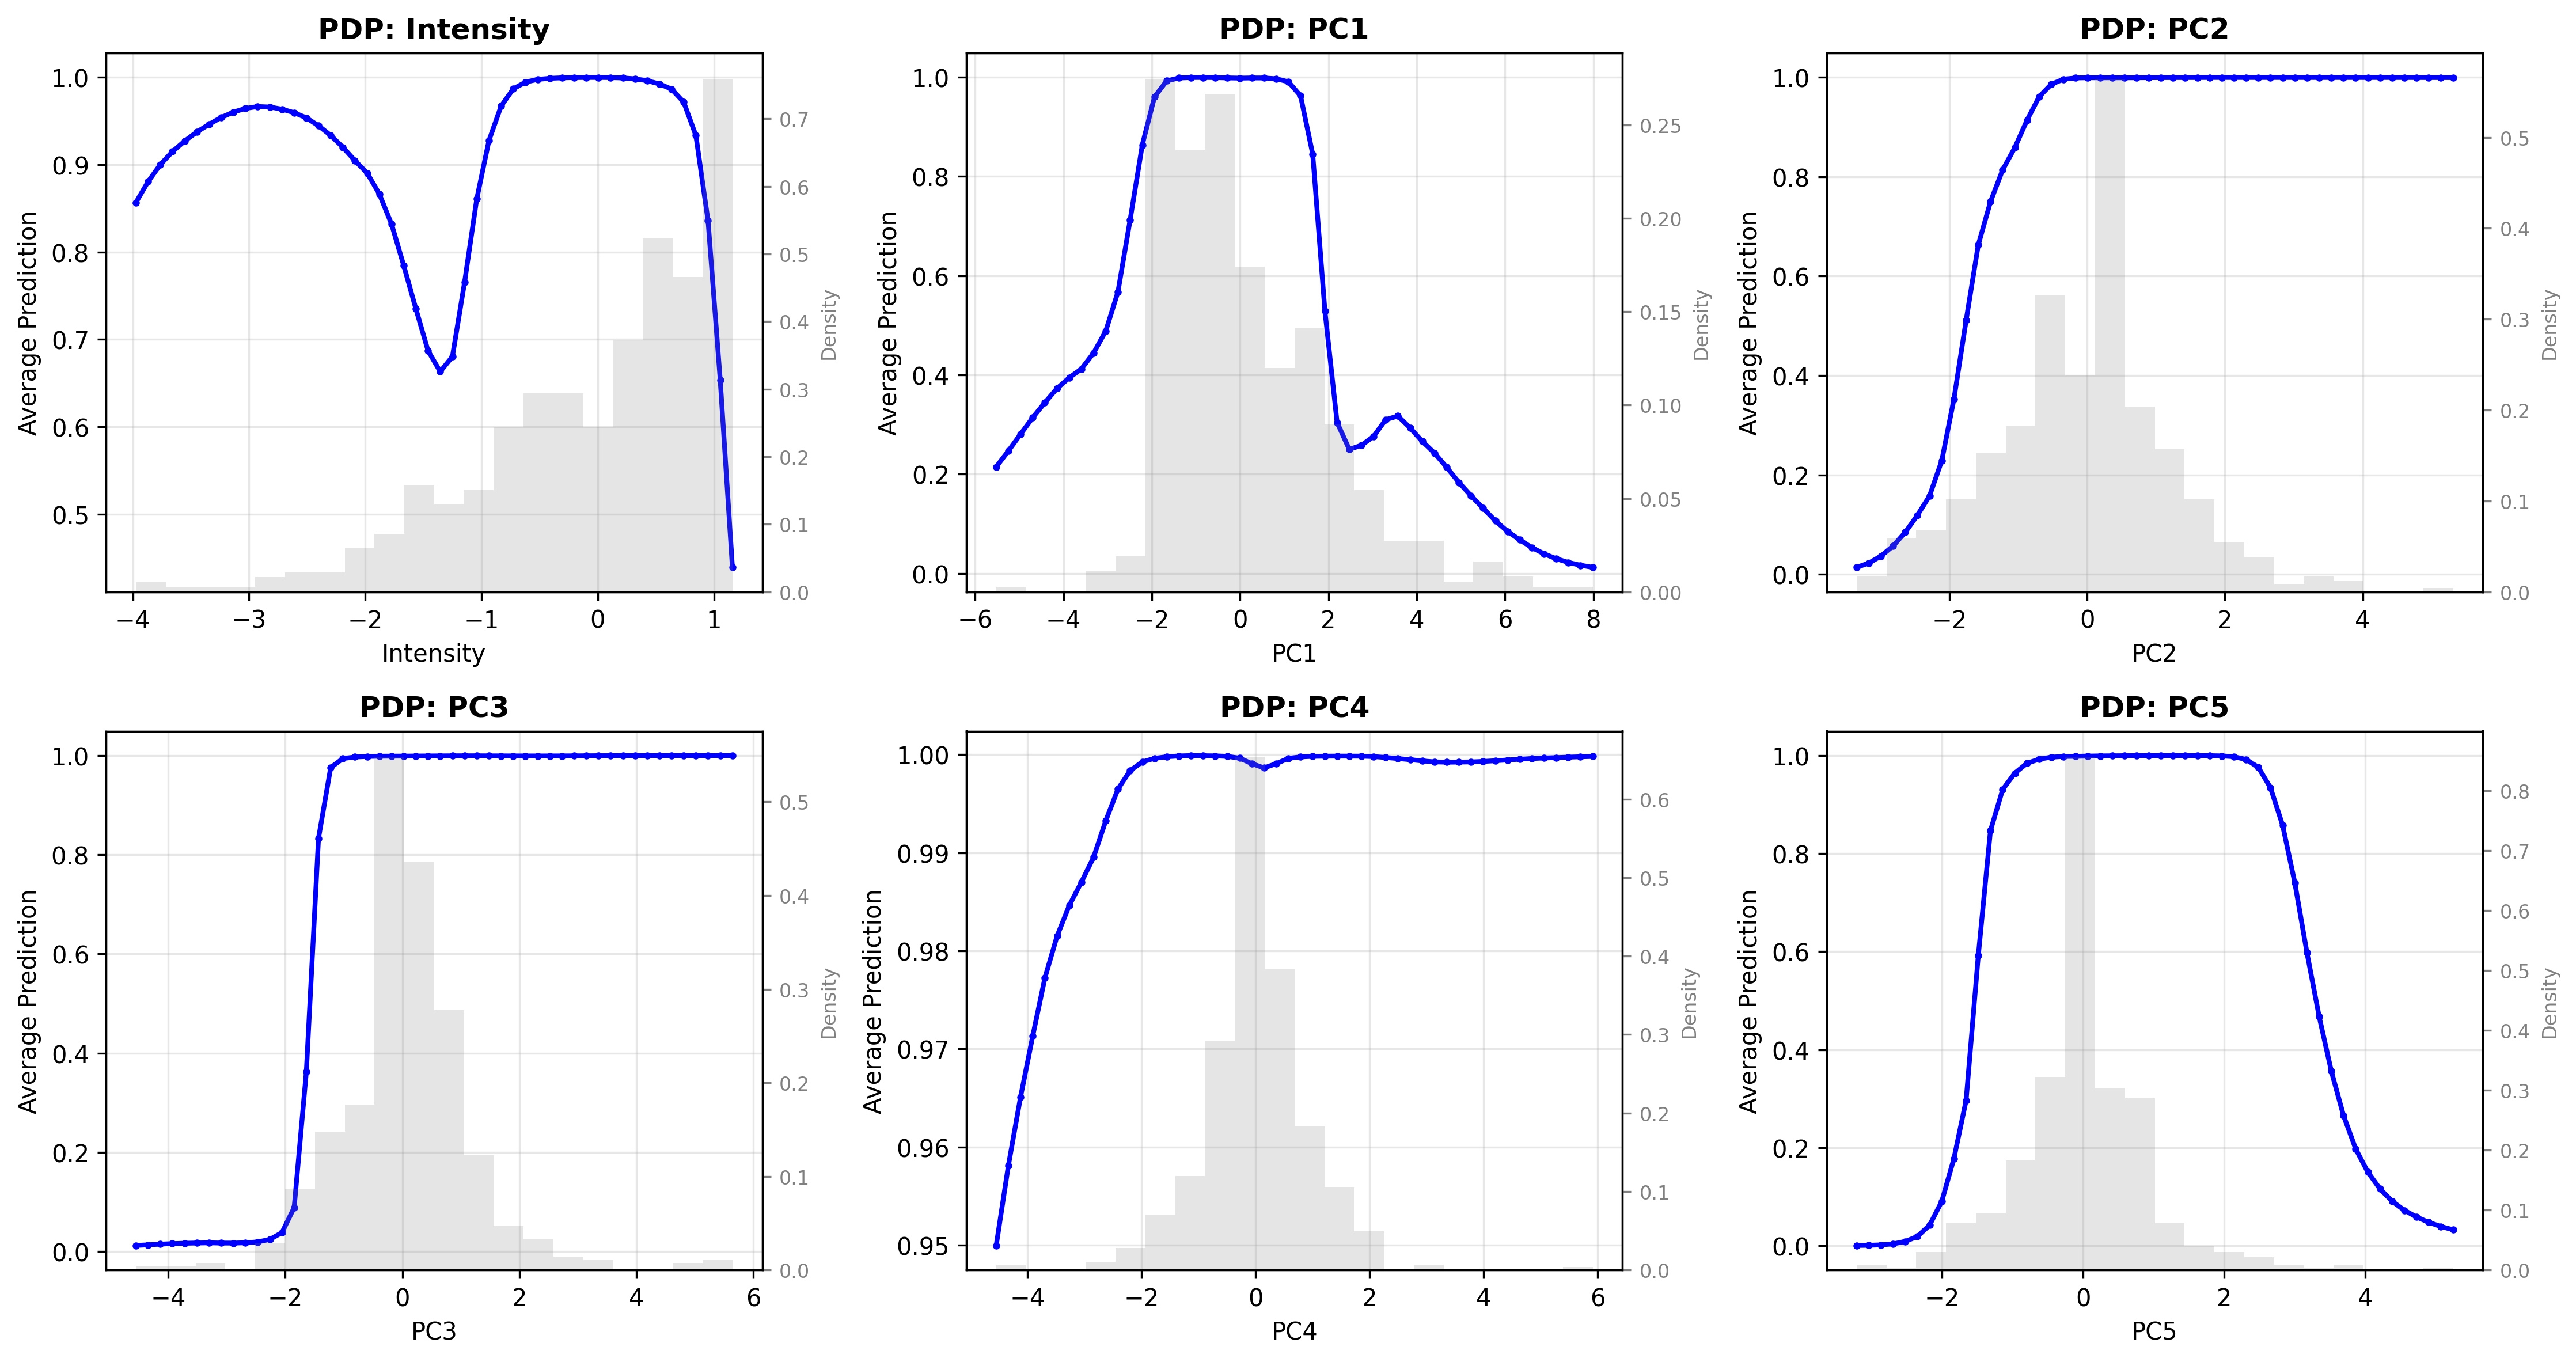 PDP: Intensity
1.0
0.9
0.8
0.7
0.6
0.5
Average Prediction
0.7
0.6
0.5
0.4
0.3
0.2
0.1
0.0
Density
−4 −3 −2 −1 0 1
Intensity
PDP: PC1
1.0
0.8
0.6
0.4
0.2
0.0
Average Prediction
0.25
0.20
0.15
0.10
0.05
0.00
Density
−6 −4 −2 0 2 4 6 8
PC1
PDP: PC2
1.0
0.8
0.6
0.4
0.2
0.0
Average Prediction
0.5
0.4
0.3
0.2
0.1
0.0
Density
−2 0 2 4
PC2
PDP: PC3
1.0
0.8
0.6
0.4
0.2
0.0
Average Prediction
0.5
0.4
0.3
0.2
0.1
0.0
Density
−4 −2 0 2 4 6
PC3
PDP: PC4
1.00
0.99
0.98
0.97
0.96
0.95
Average Prediction
0.6
0.5
0.4
0.3
0.2
0.1
0.0
Density
−4 −2 0 2 4 6
PC4
PDP: PC5
1.0
0.8
0.6
0.4
0.2
0.0
Average Prediction
0.8
0.7
0.6
0.5
0.4
0.3
0.2
0.1
0.0
Density
−2 0 2 4
PC5